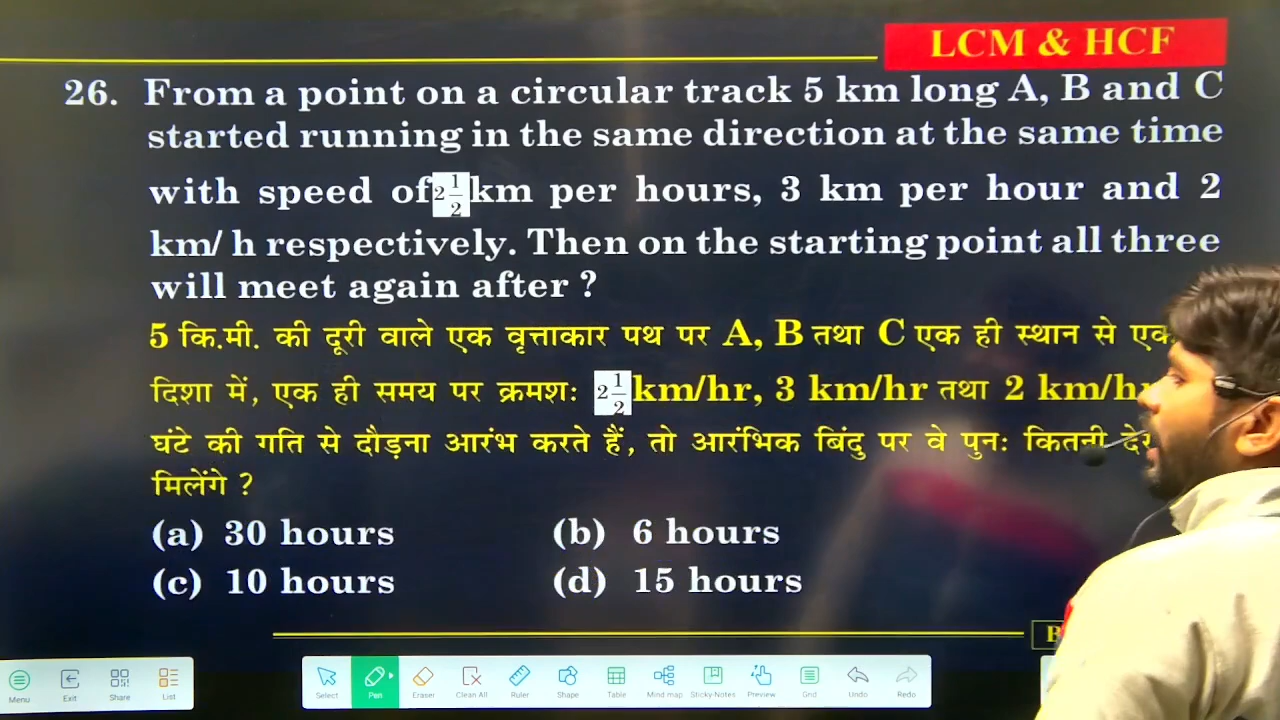 LCM & HCF
26. From a point on a circular track 5 km long A, B and C
started running in the same direction at the same time
with speed of 2 1/2 km per hours, 3 km per hour and 2
km/ h respectively. Then on the starting point all three
will meet again after ?
5 कि.मी. की दूरी वाले एक वृत्ताकार पथ पर A, B तथा C एक ही स्थान से एक
दिशा में, एक ही समय पर क्रमशः 2 1/2 km/hr, 3 km/hr तथा 2 km/hr
घंटे की गति से दौड़ना आरंभ करते हैं, तो आरंभिक बिंदु पर वे पुनः कितनी देर
मिलेंगे ?
(a) 30 hours (b) 6 hours
(c) 10 hours (d) 15 hours
Menu Exit Share List Select Pen Eraser Clean All Ruler Shape Table Mind map Sticky-Notes Preview Grid Undo Redo